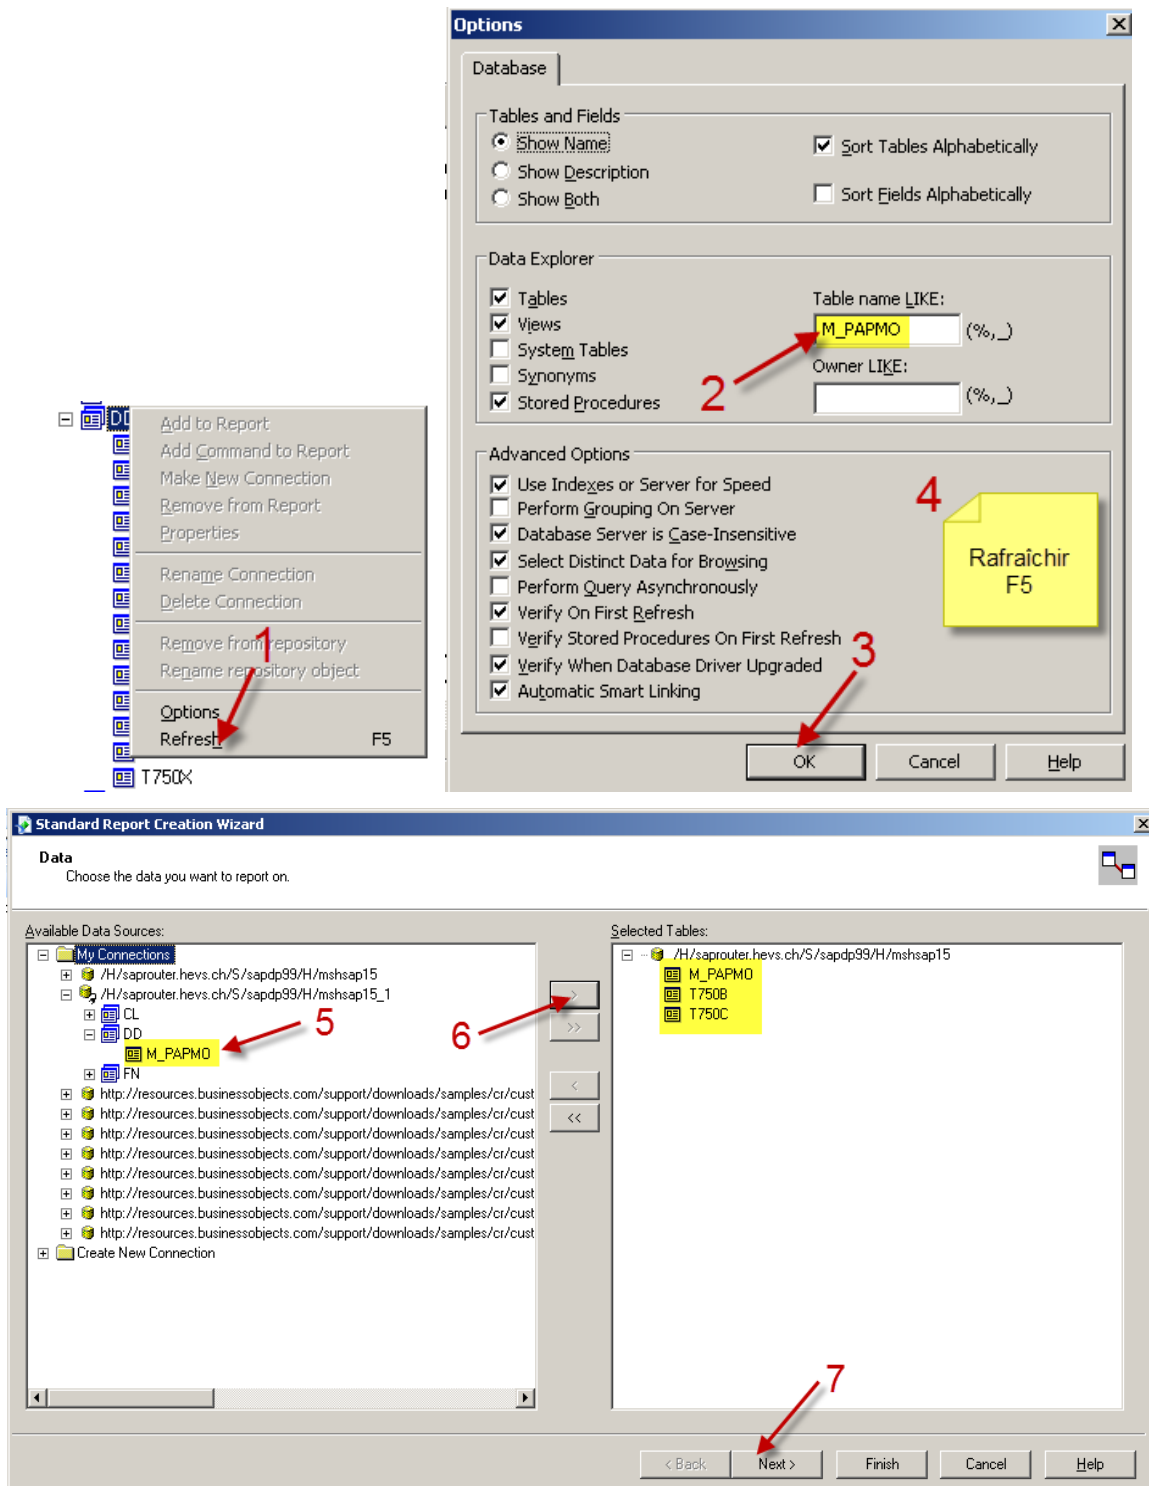 Options
Database
Tables and Fields
Show Name
Show Description
Show Both
Sort Tables Alphabetically
Sort Fields Alphabetically
Data Explorer
Tables
Views
System Tables
Synonyms
Stored Procedures
Table name LIKE:
M_PAPMO
(%,_)
Owner LIKE:
(%,_)
2
Advanced Options
Use Indexes or Server for Speed
Perform Grouping On Server
Database Server is Case-Insensitive
Select Distinct Data for Browsing
Perform Query Asynchronously
Verify On First Refresh
Verify Stored Procedures On First Refresh
Verify When Database Driver Upgraded
Automatic Smart Linking
4
Rafraîchir
F5
3
OK
Cancel
Help
Add to Report
Add Command to Report
Make New Connection
Remove from Report
Properties
Rename Connection
Delete Connection
Remove from repository
Rename repository object
1
Options
Refresh F5
T750X
Standard Report Creation Wizard
Data
Choose the data you want to report on.
Available Data Sources:
My Connections
/H/saprouter.hevs.ch/S/sapdp99/H/mshsap15
/H/saprouter.hevs.ch/S/sapdp99/H/mshsap15_1
CL
DD
M_PAPMO
FN
http://resources.businessobjects.com/support/downloads/samples/cr/cust
http://resources.businessobjects.com/support/downloads/samples/cr/cust
http://resources.businessobjects.com/support/downloads/samples/cr/cust
http://resources.businessobjects.com/support/downloads/samples/cr/cust
http://resources.businessobjects.com/support/downloads/samples/cr/cust
http://resources.businessobjects.com/support/downloads/samples/cr/cust
http://resources.businessobjects.com/support/downloads/samples/cr/cust
http://resources.businessobjects.com/support/downloads/samples/cr/cust
Create New Connection
5
6
>
>>
<
<<
Selected Tables:
/H/saprouter.hevs.ch/S/sapdp99/H/mshsap15
M_PAPMO
T750B
T750C
7
< Back
Next >
Finish
Cancel
Help